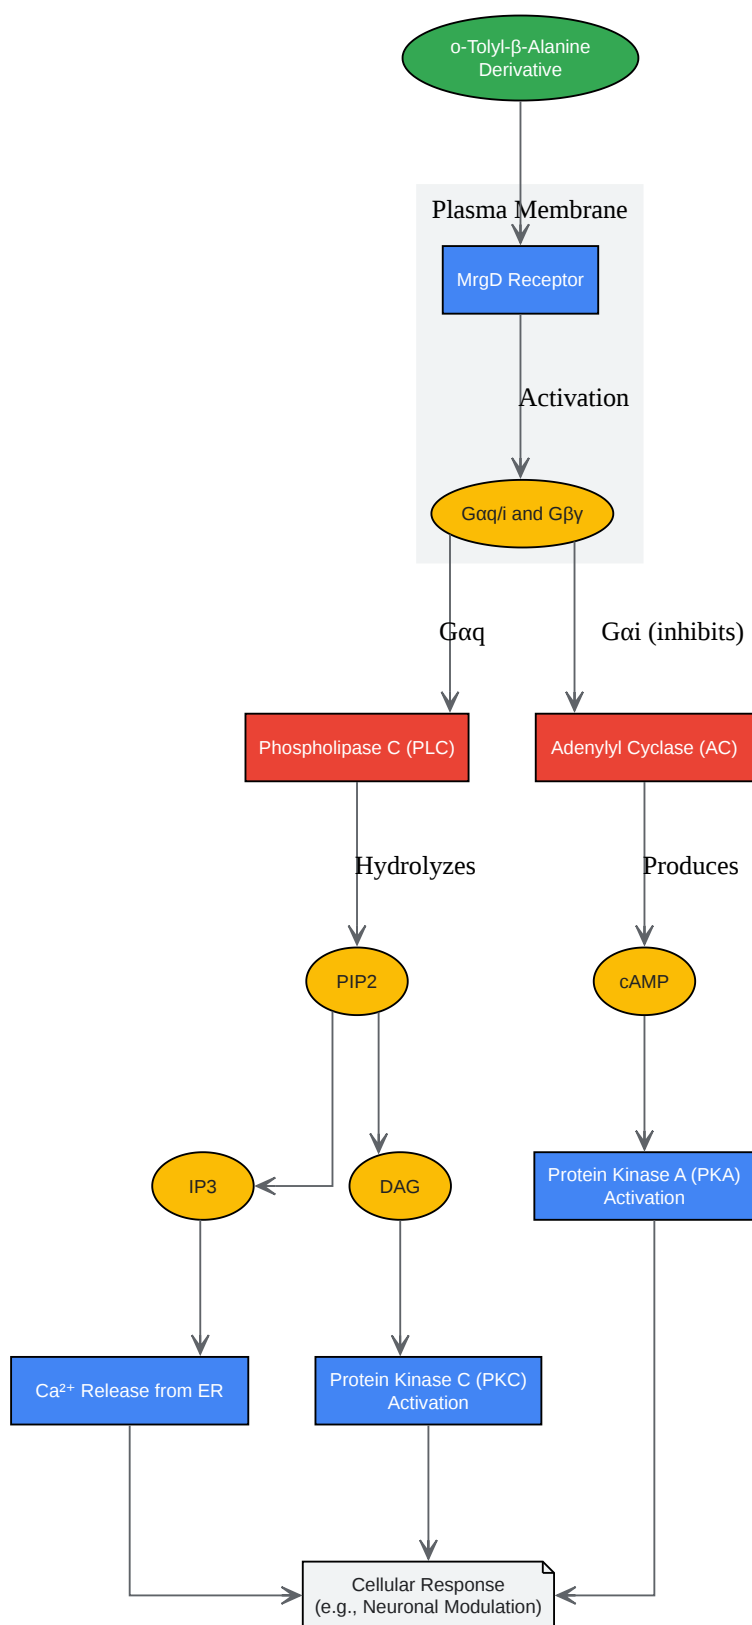 o-Tolyl-β-Alanine
Derivative
Plasma Membrane
MrgD Receptor
Activation
Gαq/i and Gβγ
Gαq
Gαi (inhibits)
Phospholipase C (PLC)
Adenylyl Cyclase (AC)
Hydrolyzes
Produces
PIP2
cAMP
IP3
DAG
Protein Kinase A (PKA)
Activation
Ca²⁺ Release from ER
Protein Kinase C (PKC)
Activation
Cellular Response
(e.g., Neuronal Modulation)